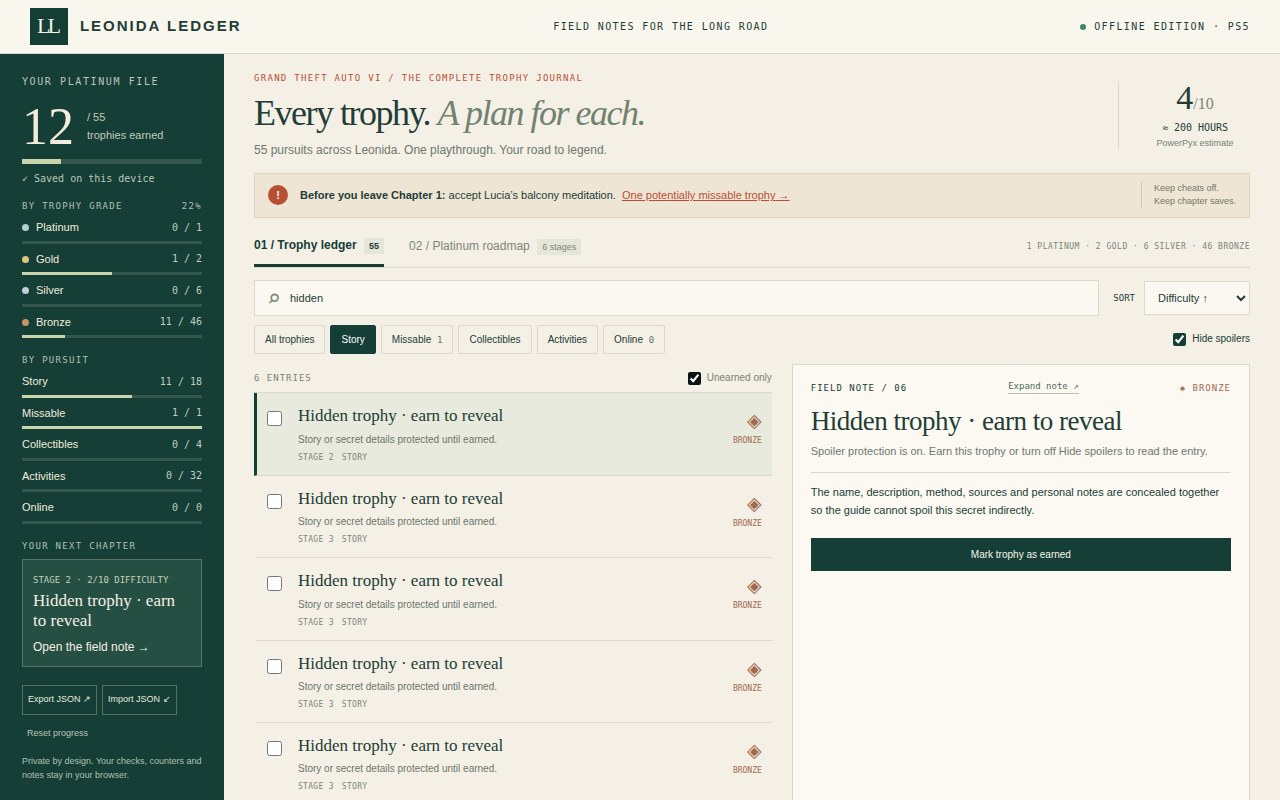 LL LEONIDA LEDGER
FIELD NOTES FOR THE LONG ROAD
OFFLINE EDITION · PS5
YOUR PLATINUM FILE
12
/ 55
trophies earned
✓ Saved on this device
BY TROPHY GRADE 22%
Platinum 0 / 1
Gold 1 / 2
Silver 0 / 6
Bronze 11 / 46
BY PURSUIT
Story 11 / 18
Missable 1 / 1
Collectibles 0 / 4
Activities 0 / 32
Online 0 / 0
YOUR NEXT CHAPTER
STAGE 2 · 2/10 DIFFICULTY
Hidden trophy · earn
to reveal
Open the field note →
Export JSON ↗ Import JSON ↙
Reset progress
Private by design. Your checks, counters and
notes stay in your browser.
GRAND THEFT AUTO VI / THE COMPLETE TROPHY JOURNAL
Every trophy. A plan for each.
55 pursuits across Leonida. One playthrough. Your road to legend.
4/10
≈ 200 HOURS
PowerPyx estimate
! Before you leave Chapter 1: accept Lucia's balcony meditation. One potentially missable trophy →
Keep cheats off.
Keep chapter saves.
01 / Trophy ledger 55 02 / Platinum roadmap 6 stages
1 PLATINUM · 2 GOLD · 6 SILVER · 46 BRONZE
hidden
SORT Difficulty ↑
All trophies Story Missable 1 Collectibles Activities Online 0
Hide spoilers
6 ENTRIES Unearned only
Hidden trophy · earn to reveal
Story or secret details protected until earned.
STAGE 2 STORY
BRONZE
Hidden trophy · earn to reveal
Story or secret details protected until earned.
STAGE 3 STORY
BRONZE
Hidden trophy · earn to reveal
Story or secret details protected until earned.
STAGE 3 STORY
BRONZE
Hidden trophy · earn to reveal
Story or secret details protected until earned.
STAGE 3 STORY
BRONZE
Hidden trophy · earn to reveal
Story or secret details protected until earned.
STAGE 3 STORY
BRONZE
FIELD NOTE / 06 Expand note ↗ ◈ BRONZE
Hidden trophy · earn to reveal
Spoiler protection is on. Earn this trophy or turn off Hide spoilers to read the entry.
The name, description, method, sources and personal notes are concealed together
so the guide cannot spoil this secret indirectly.
Mark trophy as earned